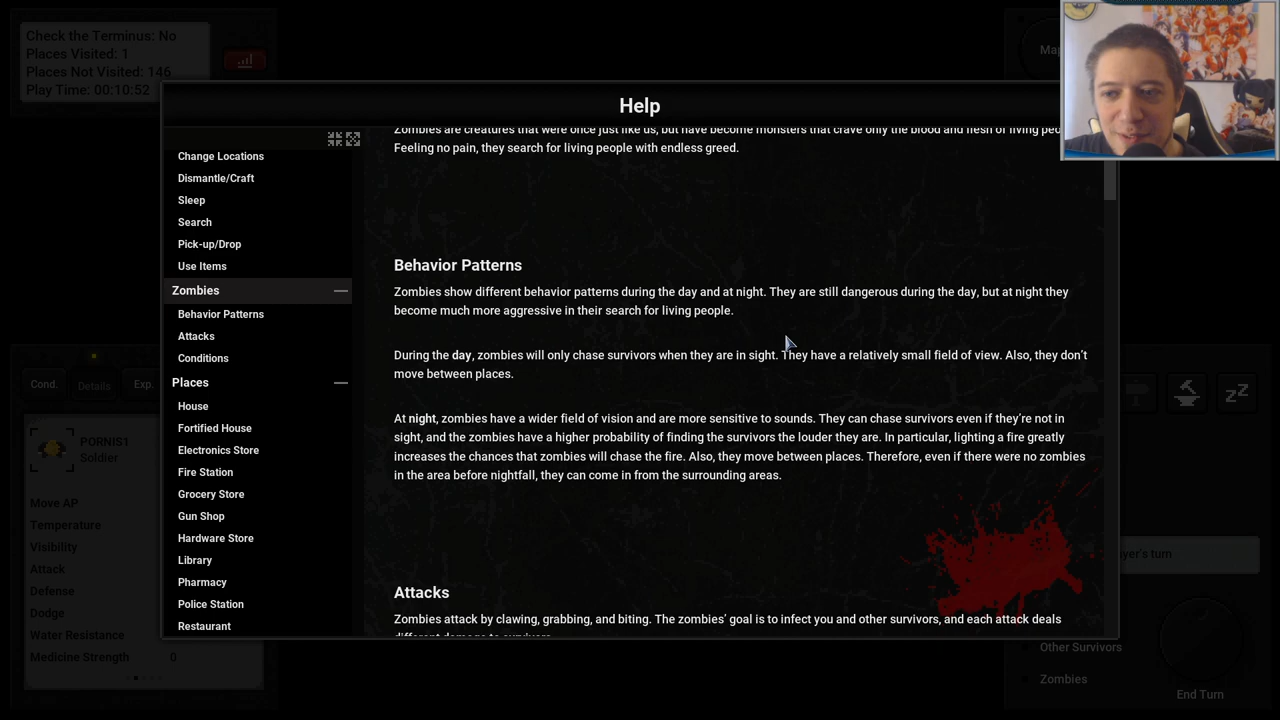 Check the Terminus: No
Places Visited: 1
Places Not Visited: 146
Play Time: 00:10:52
Map
Help
Change Locations
Dismantle/Craft
Sleep
Search
Pick-up/Drop
Use Items
Zombies
Behavior Patterns
Attacks
Conditions
Places
House
Fortified House
Electronics Store
Fire Station
Grocery Store
Gun Shop
Hardware Store
Library
Pharmacy
Police Station
Restaurant
Zombies are creatures that were once just like us, but have become monsters that crave only the blood and flesh of living
Feeling no pain, they search for living people with endless greed.
Behavior Patterns
Zombies show different behavior patterns during the day and at night. They are still dangerous during the day, but at night they
become much more aggressive in their search for living people.
During the day, zombies will only chase survivors when they are in sight. They have a relatively small field of view. Also, they don't
move between places.
At night, zombies have a wider field of vision and are more sensitive to sounds. They can chase survivors even if they're not in
sight, and the zombies have a higher probability of finding the survivors the louder they are. In particular, lighting a fire greatly
increases the chances that zombies will chase the fire. Also, they move between places. Therefore, even if there were no zombies
in the area before nightfall, they can come in from the surrounding areas.
Attacks
Zombies attack by clawing, grabbing, and biting. The zombies' goal is to infect you and other survivors, and each attack deals
different damage to survivors.
Cond.
Details
Exp.
PORNIS1
Soldier
Move AP
Temperature
Visibility
Attack
Defense
Dodge
Water Resistance
Medicine Strength 0
yer's turn
Other Survivors
Zombies
End Turn